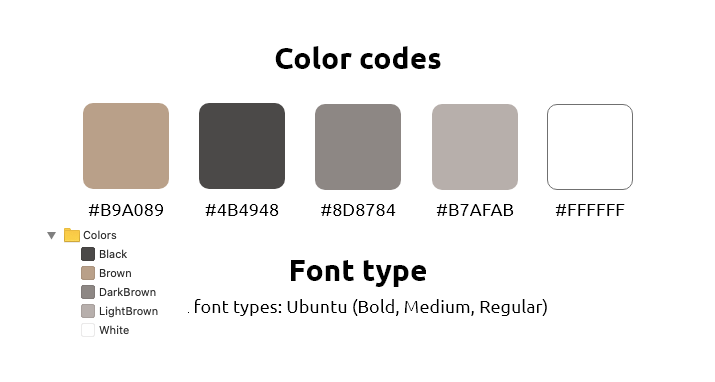 Color codes
#B9A089 #4B4948 #8D8784 #B7AFAB #FFFFFF
Colors
Black
Brown
DarkBrown
LightBrown
White
Font type
. font types: Ubuntu (Bold, Medium, Regular)